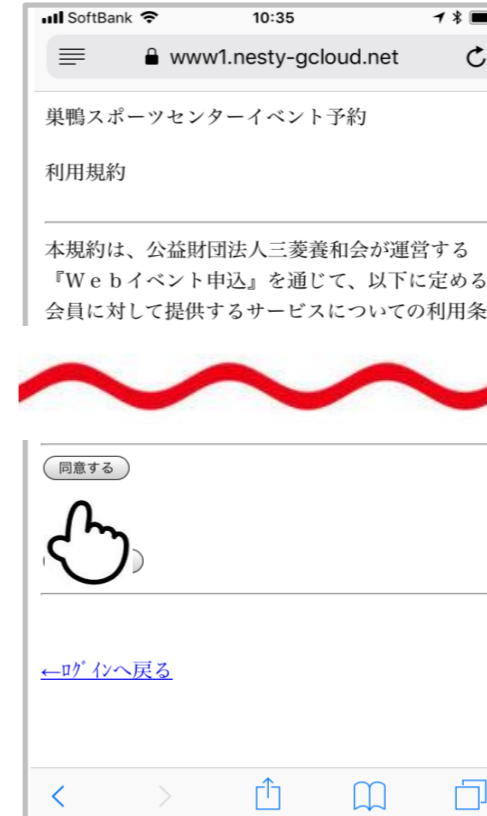 SoftBank 10:35
www1.nesty-gcloud.net
巣鴨スポーツセンターイベント予約
利用規約
本規約は、公益財団法人三菱養和会が運営する
『Ｗｅｂイベント申込』を通じて、以下に定める
会員に対して提供するサービスについての利用条
同意する
←ﾛｸﾞｲﾝへ戻る